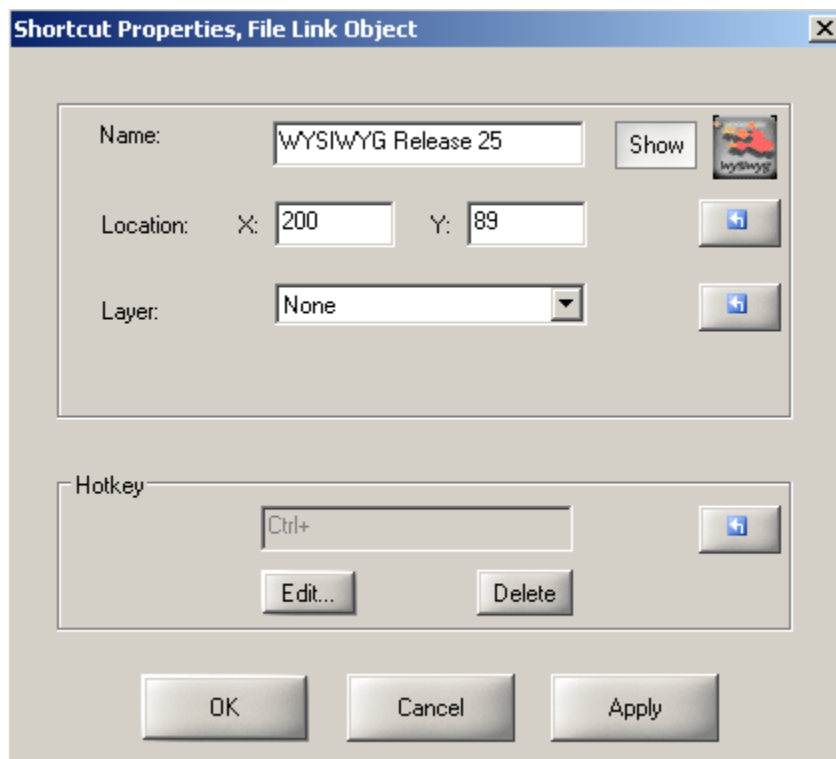 Shortcut Properties, File Link Object
Name: WYSIWYG Release 25 Show
wysiwyg
Location: X: 200 Y: 89
Layer: None
Hotkey
Ctrl+
Edit... Delete
OK Cancel Apply